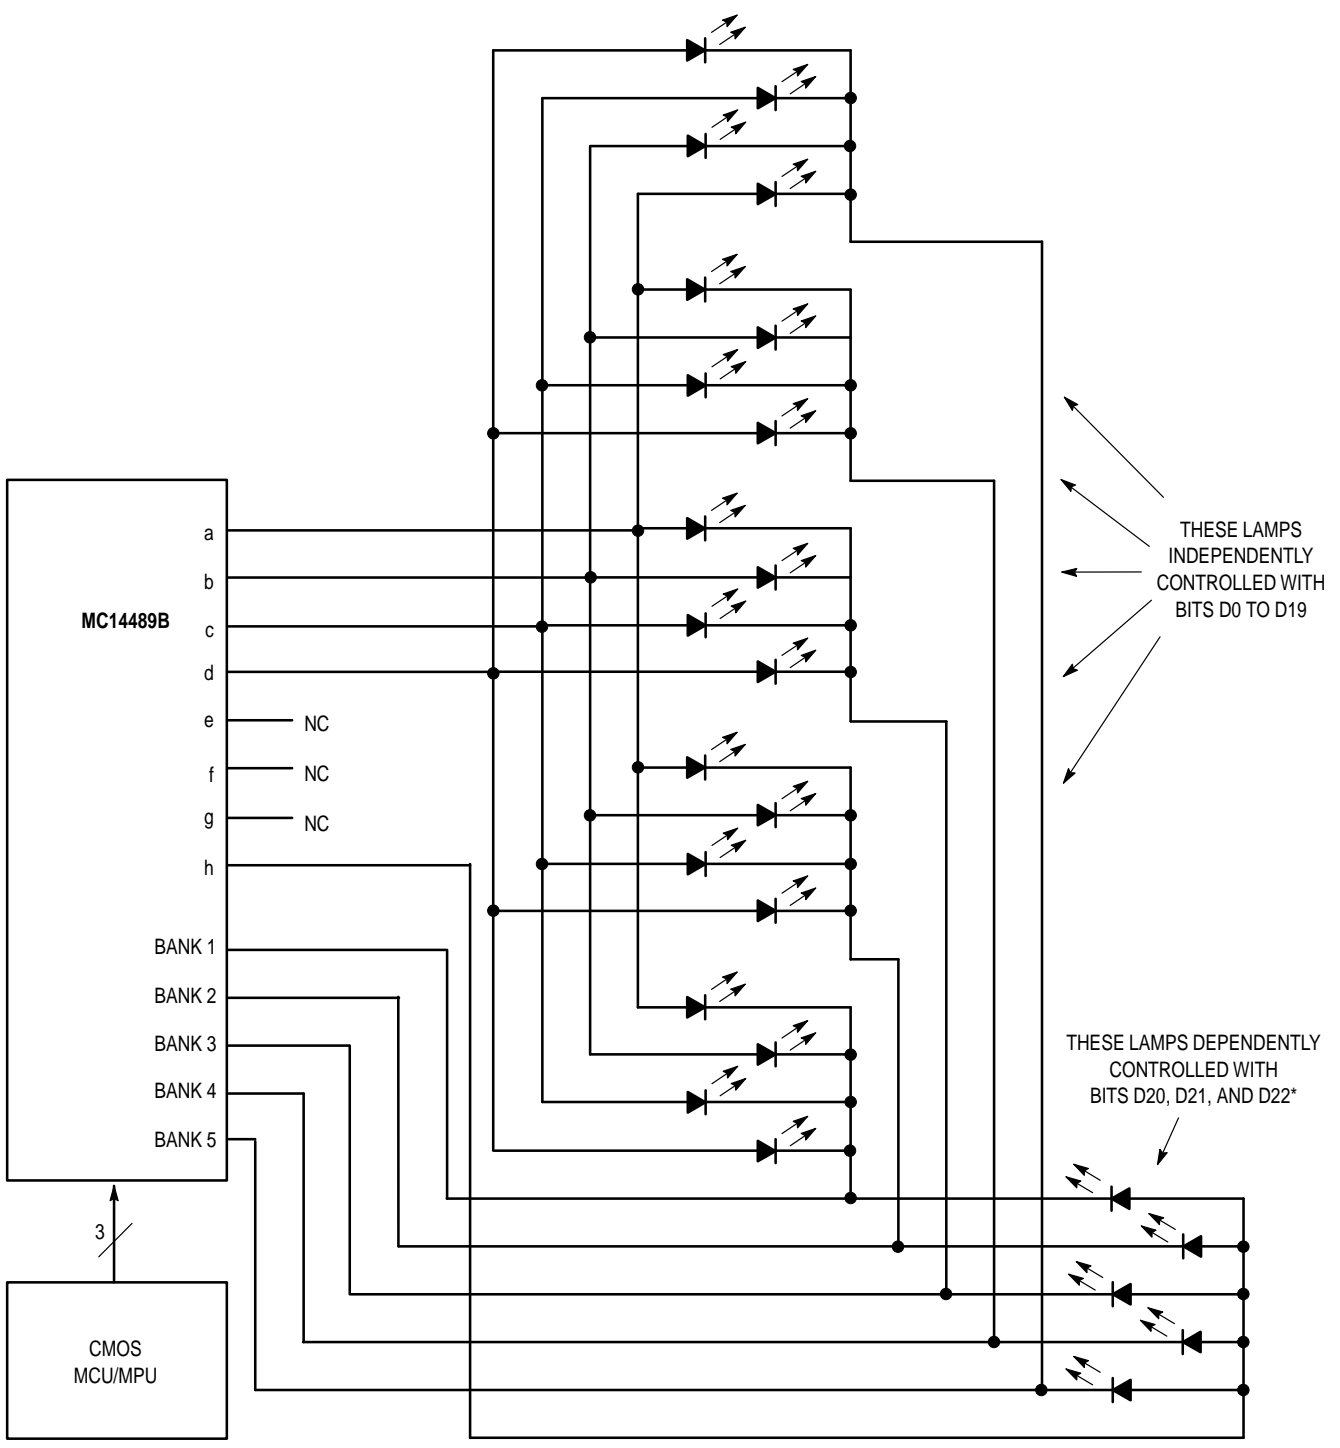 MC14489B
a
b
c
d
e
NC
f
NC
g
NC
h
BANK 1
BANK 2
BANK 3
BANK 4
BANK 5
3
CMOS
MCU/MPU
THESE LAMPS
INDEPENDENTLY
CONTROLLED WITH
BITS D0 TO D19
THESE LAMPS DEPENDENTLY
CONTROLLED WITH
BITS D20, D21, AND D22*